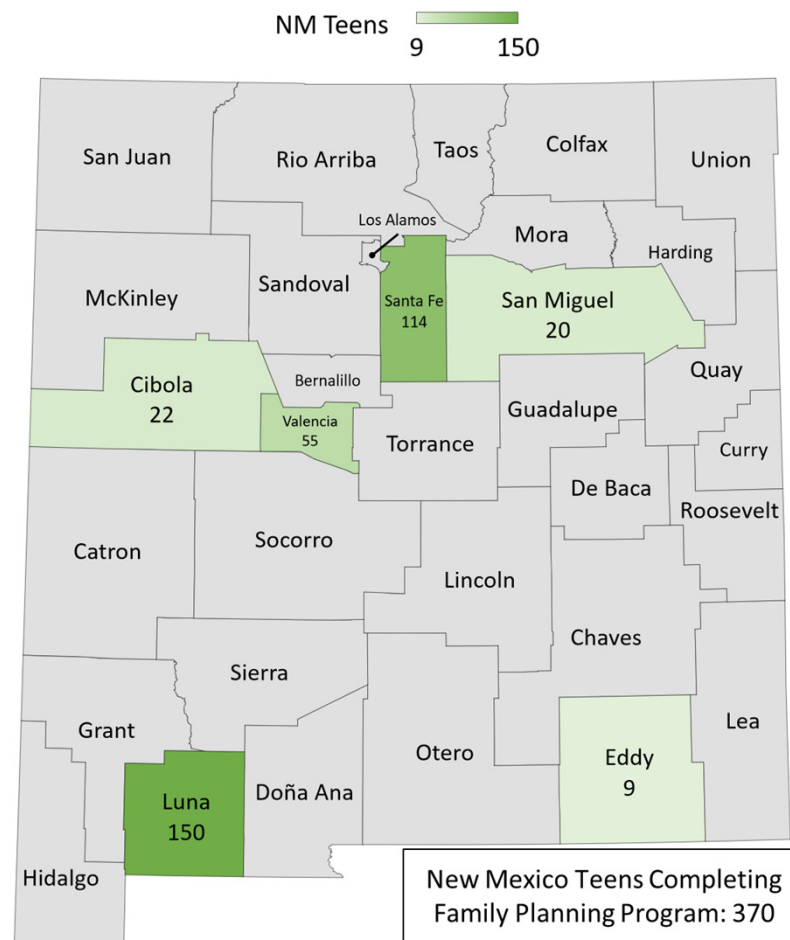 NM Teens
9 150
San Juan
Rio Arriba
Taos
Colfax
Union
Los Alamos
Mora
Harding
McKinley
Sandoval
Santa Fe
114
San Miguel
20
Quay
Cibola
22
Bernalillo
Valencia
55
Torrance
Guadalupe
Curry
De Baca
Roosevelt
Catron
Socorro
Lincoln
Chaves
Sierra
Grant
Otero
Lea
Eddy
9
Luna
150
Doña Ana
Hidalgo
New Mexico Teens Completing
Family Planning Program: 370